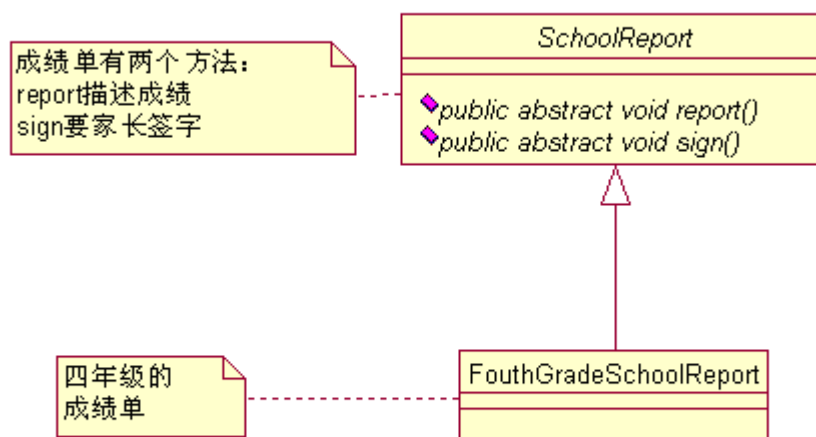 SchoolReport
成绩单有两个方法：
report描述成绩
sign要家长签字
public abstract void report()
public abstract void sign()
四年级的
成绩单
FouthGradeSchoolReport